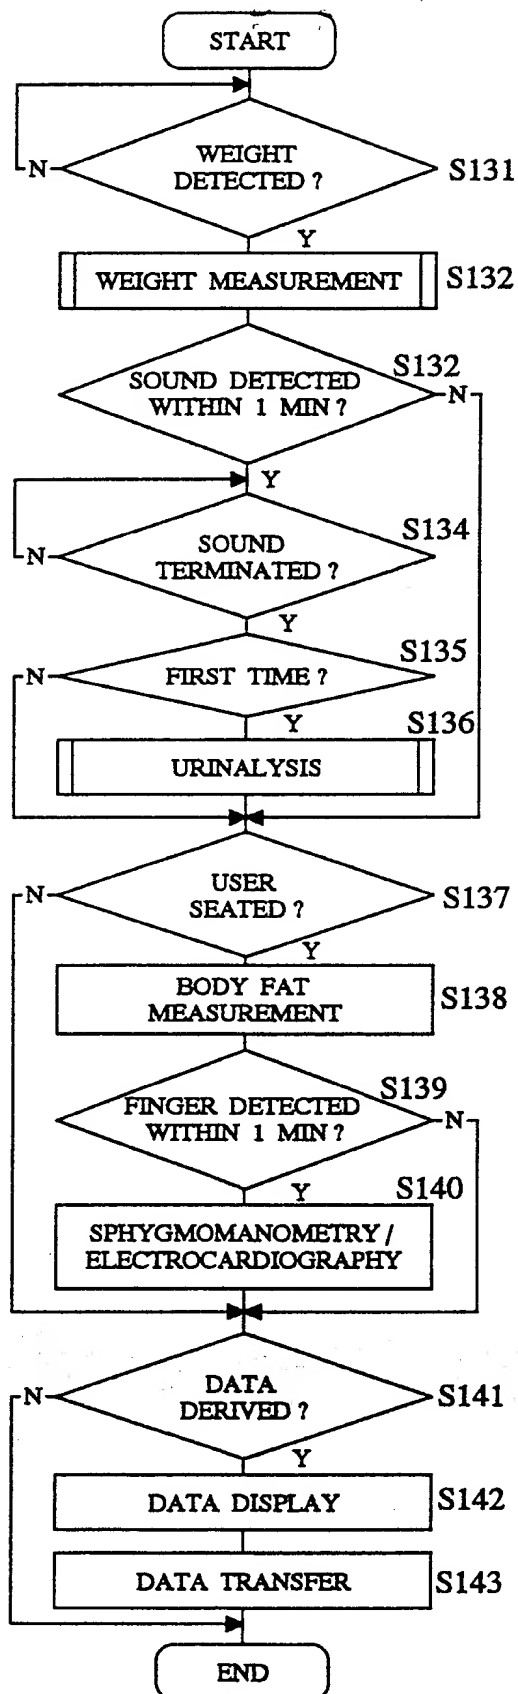 START
WEIGHT
DETECTED ?
N
S131
Y
WEIGHT MEASUREMENT
S132
S132
SOUND DETECTED
WITHIN 1 MIN ?
N
Y
S134
SOUND
TERMINATED ?
N
Y
S135
FIRST TIME ?
N
Y
S136
URINALYSIS
USER
SEATED ?
N
S137
Y
BODY FAT
MEASUREMENT
S138
S139
FINGER DETECTED
WITHIN 1 MIN ?
N
Y
S140
SPHYGMOMANOMETRY /
ELECTROCARDIOGRAPHY
DATA
DERIVED ?
N
S141
Y
DATA DISPLAY
S142
DATA TRANSFER
S143
END